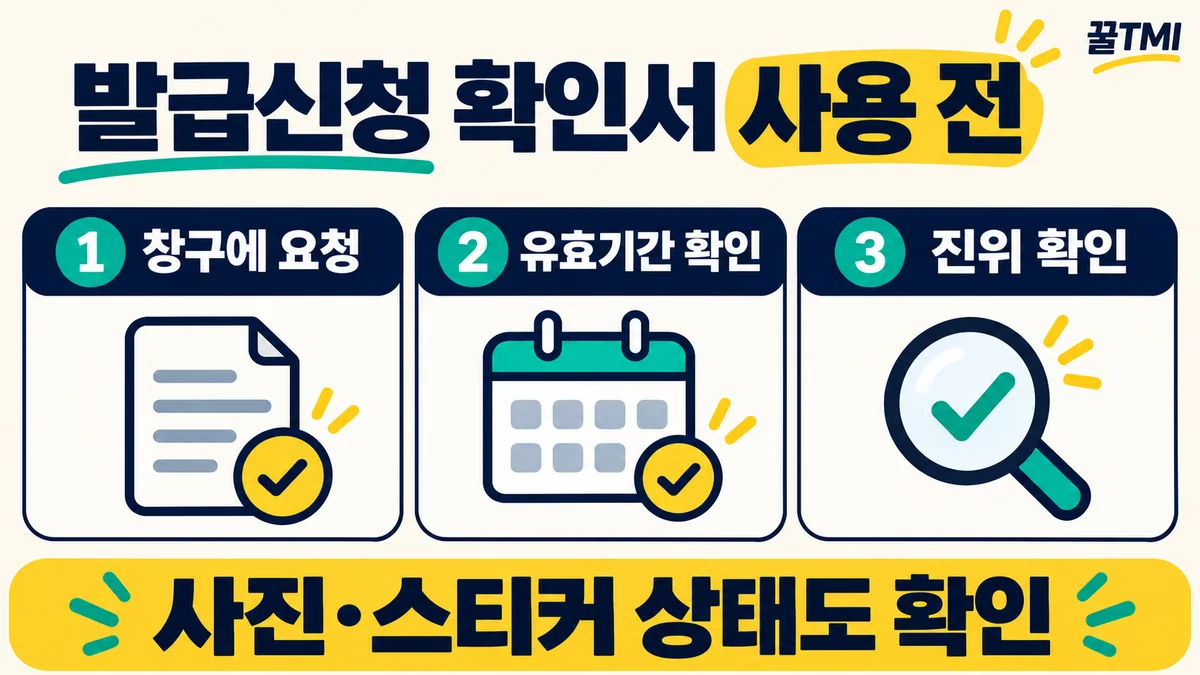 꿀TMI
발급신청 확인서 사용 전
1 창구에 요청
2 유효기간 확인
3 진위 확인
사진·스티커 상태도 확인